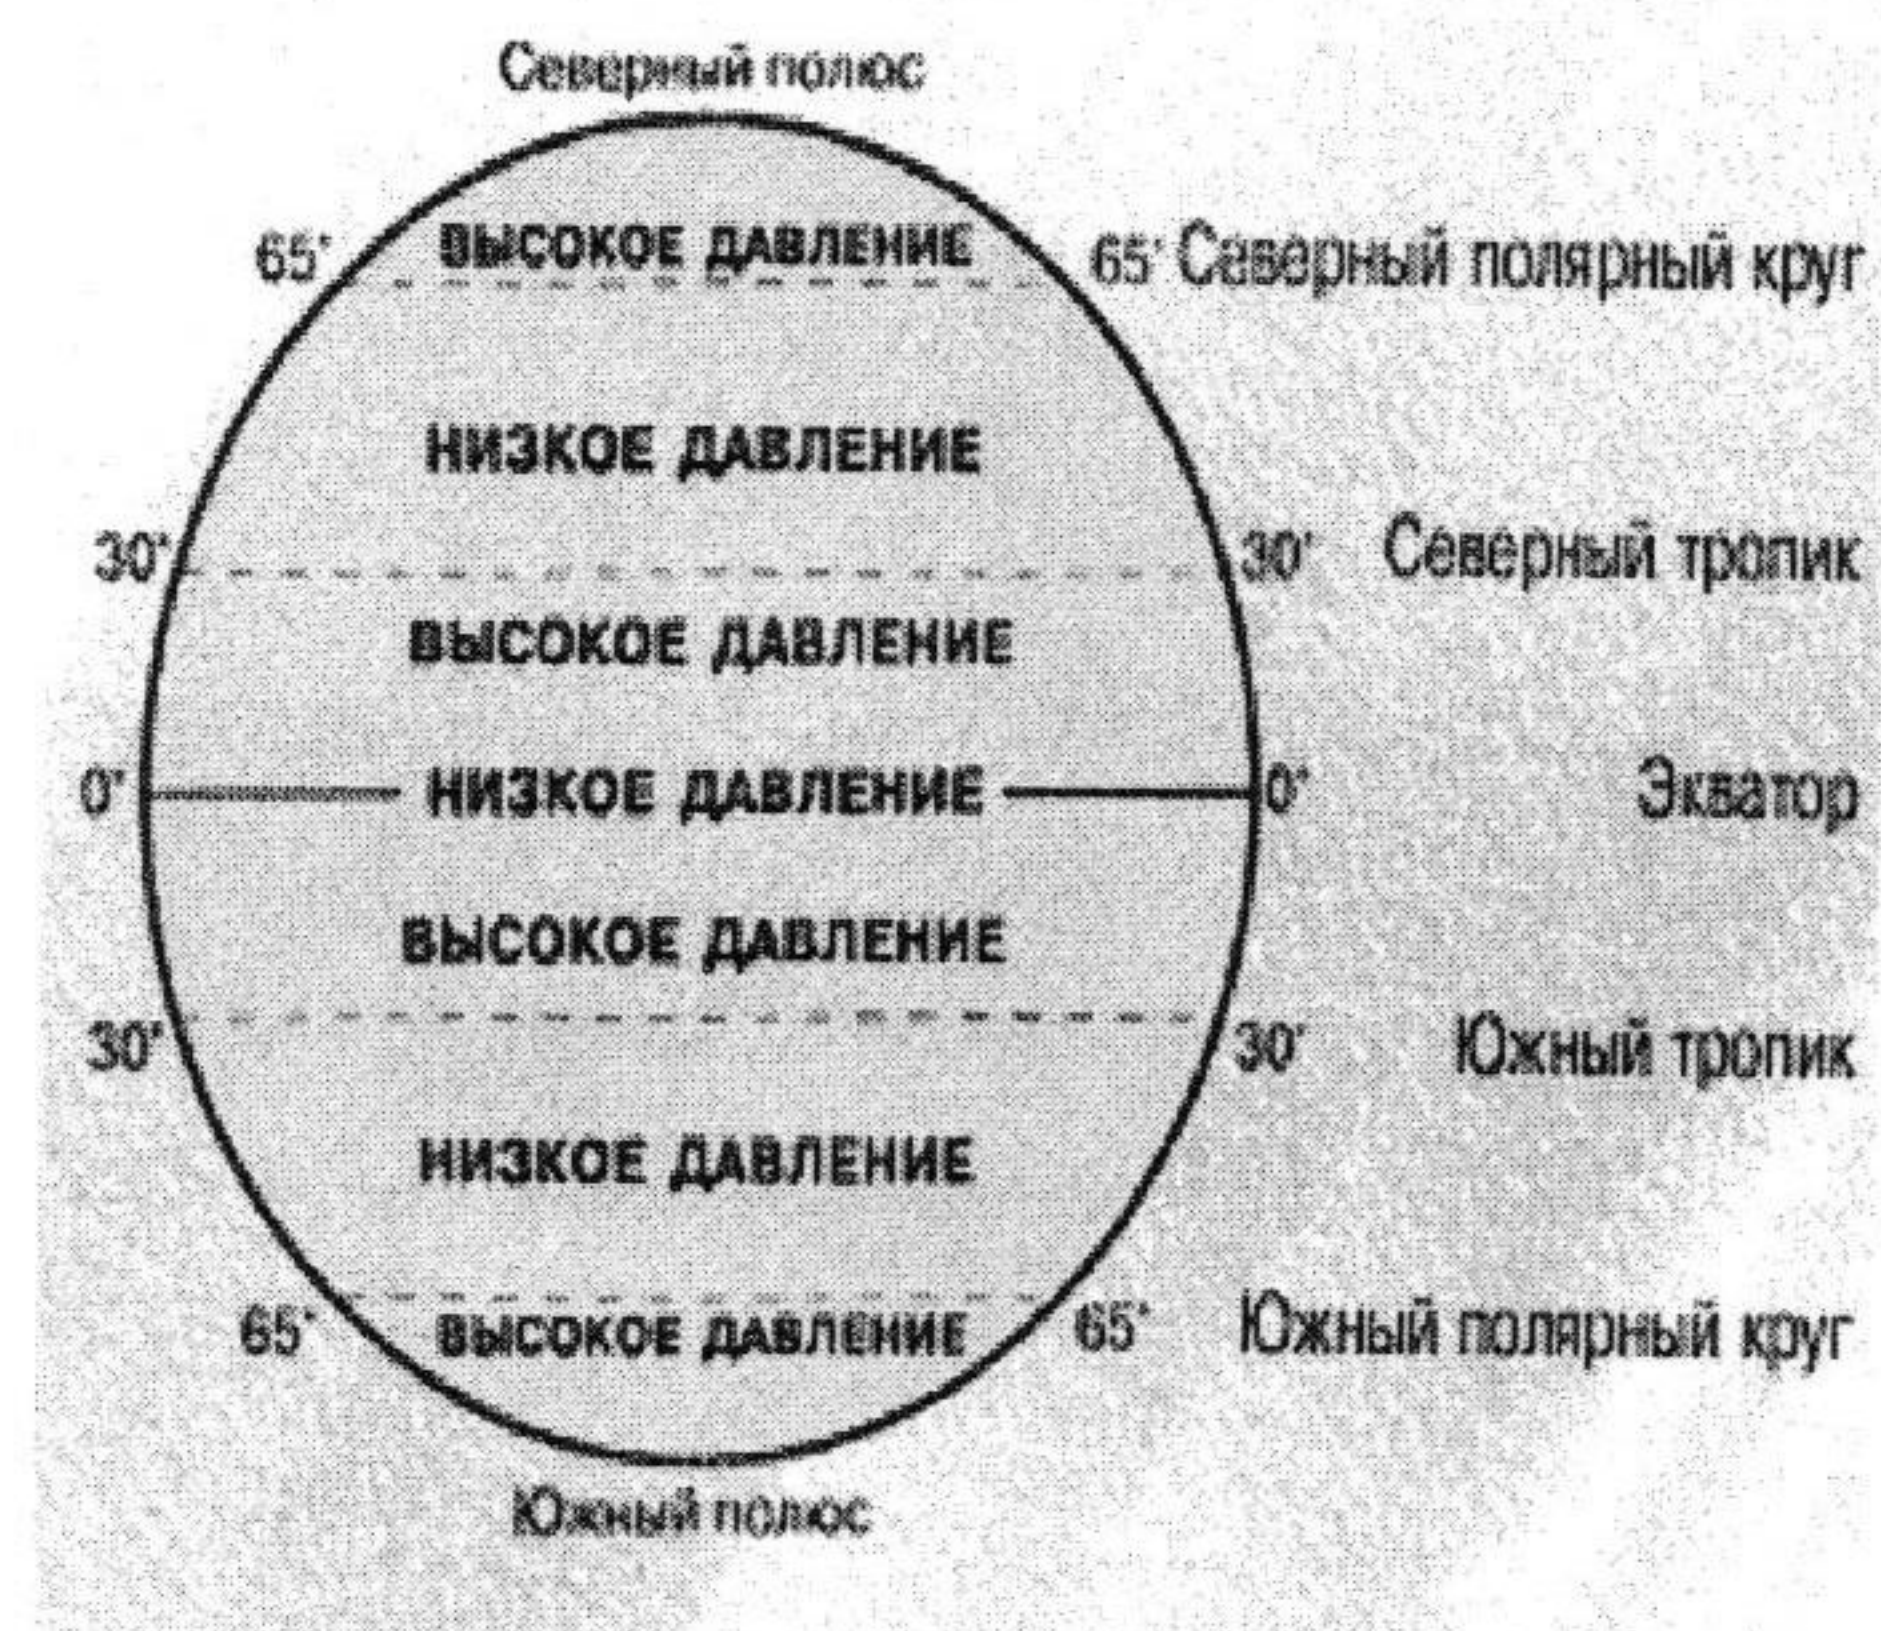 Северный полюс
65° ВЫСОКОЕ ДАВЛЕНИЕ 65° Северный полярный круг
НИЗКОЕ ДАВЛЕНИЕ
30° 30° Северный тропик
ВЫСОКОЕ ДАВЛЕНИЕ
0° НИЗКОЕ ДАВЛЕНИЕ 0° Экватор
ВЫСОКОЕ ДАВЛЕНИЕ
30° 30° Южный тропик
НИЗКОЕ ДАВЛЕНИЕ
65° ВЫСОКОЕ ДАВЛЕНИЕ 65° Южный полярный круг
Южный полюс